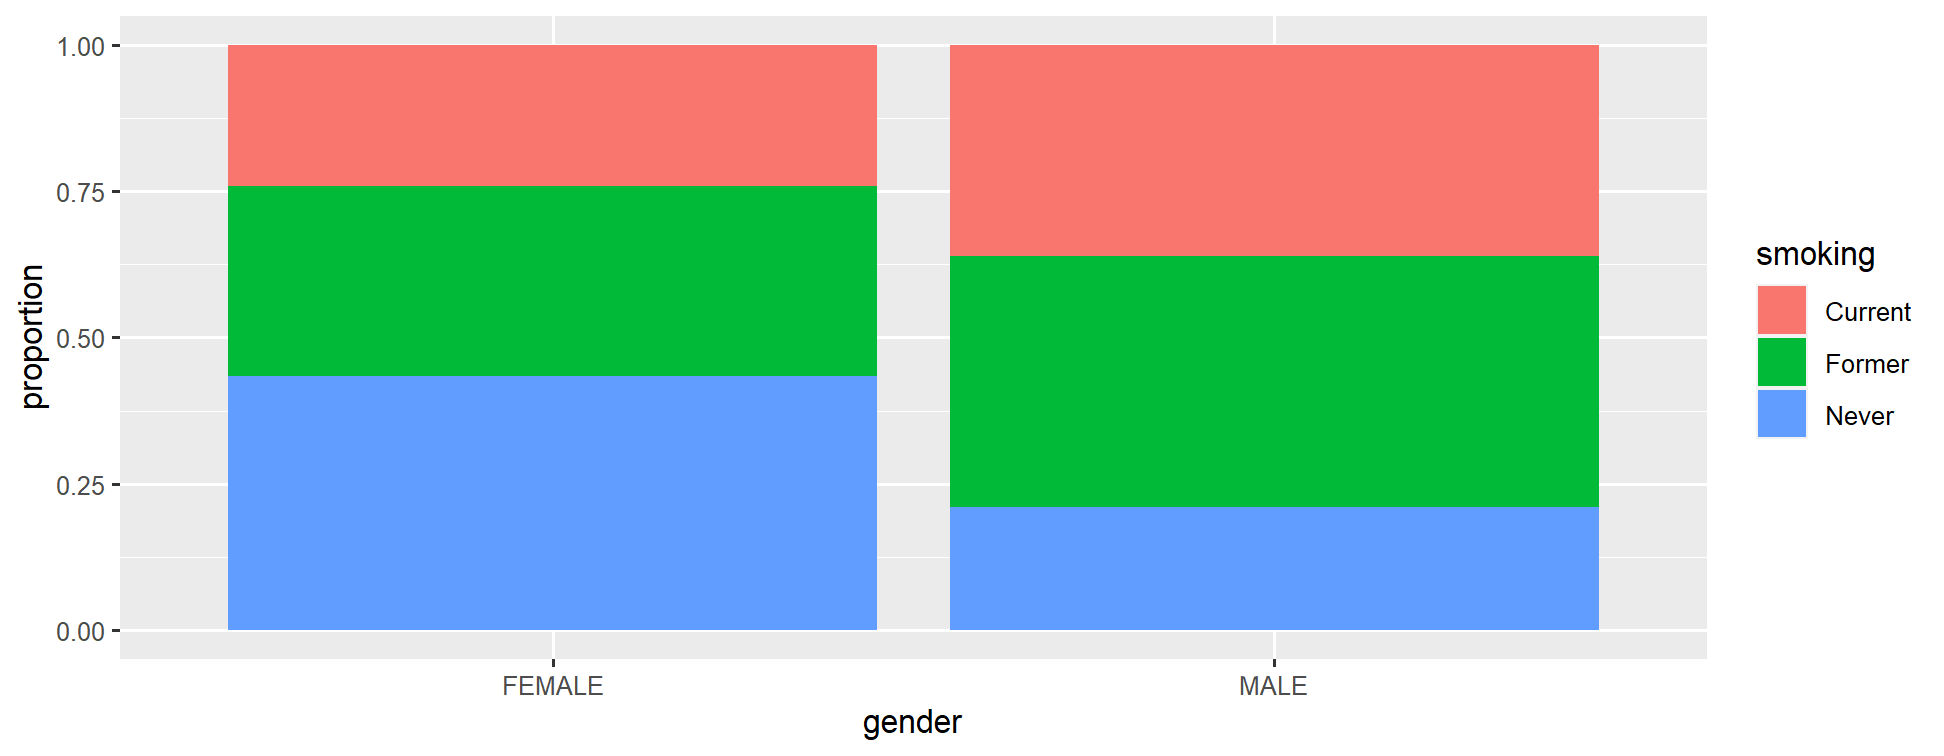 proportion
1.00
0.75
0.50
0.25
0.00
FEMALE
MALE
gender
smoking
Current
Former
Never